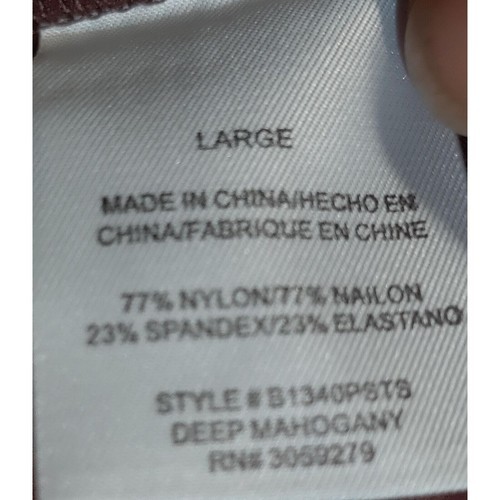 LARGE
MADE IN CHINA/HECHO EN
CHINA/FABRIQUE EN CHINE
77% NYLON/77% NAILON
23% SPANDEX/23% ELASTANO
STYLE # B1340PSTS
DEEP MAHOGANY
RN# 3059279